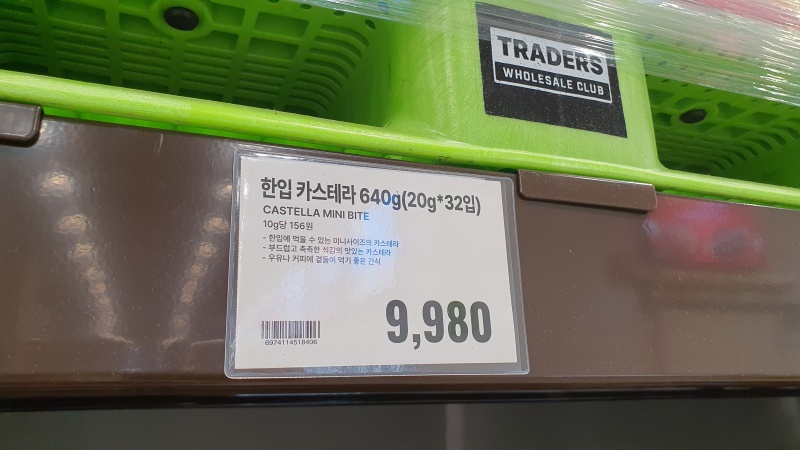 TRADERS
WHOLESALE CLUB
한입 카스테라 640g(20g*32입)
CASTELLA MINI BITE
10g당 156원
- 한입에 먹을 수 있는 미니사이즈의 카스테라
- 부드럽고 촉촉한 식감의 맛있는 카스테라
- 우유나 커피에 곁들여 먹기 좋은 간식
9,980
6974114518406